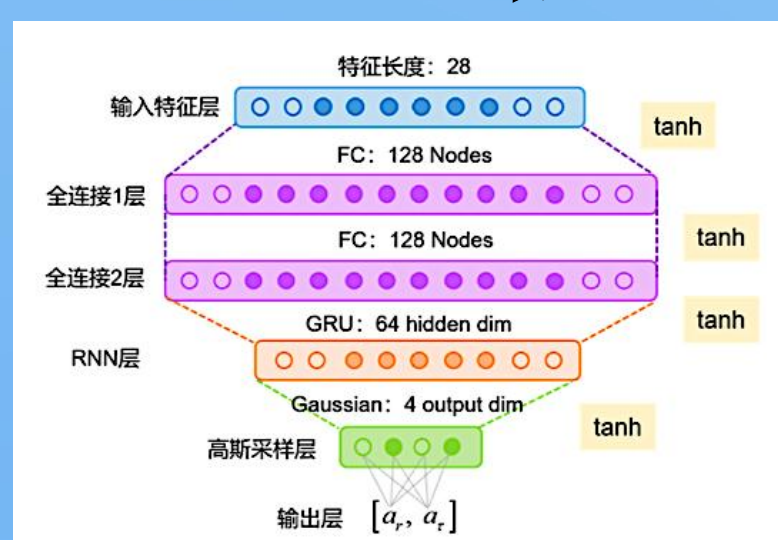 特征长度：28
输入特征层
tanh
FC：128 Nodes
全连接1层
tanh
FC：128 Nodes
全连接2层
tanh
GRU：64 hidden dim
RNN层
Gaussian：4 output dim
tanh
高斯采样层
输出层 [aᵣ, a_τ]